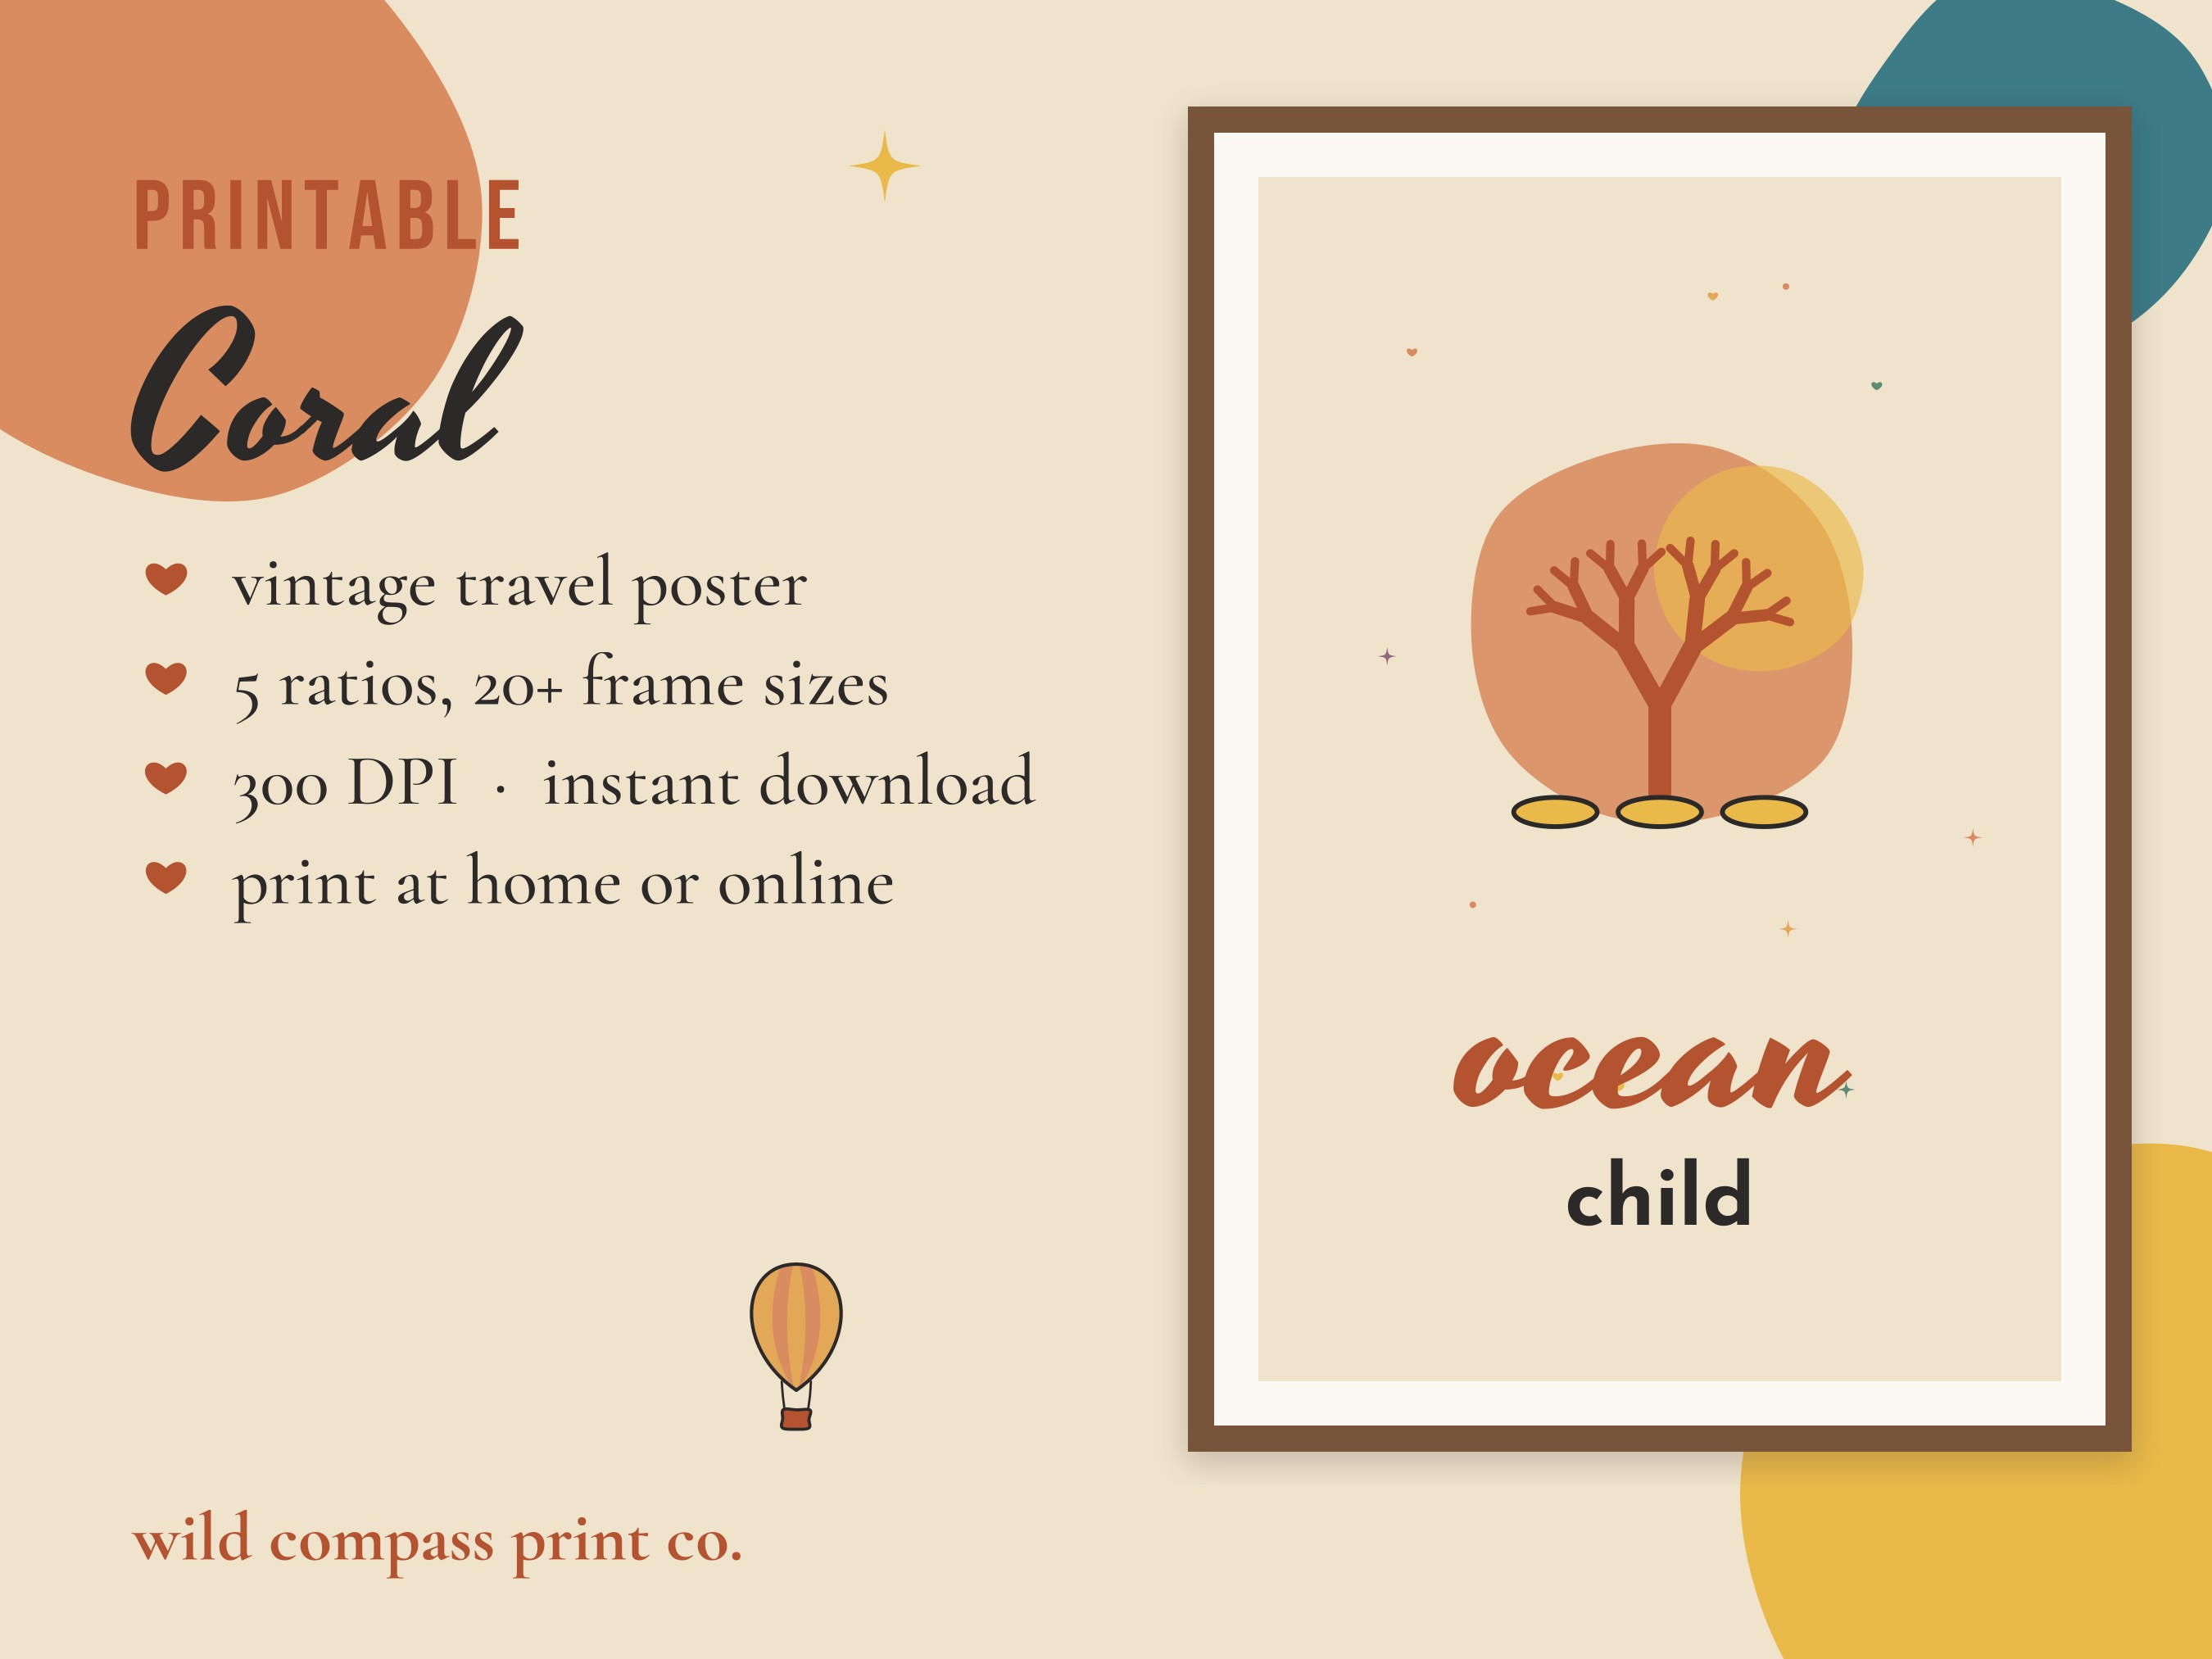 PRINTABLE
Coral
vintage travel poster
5 ratios, 20+ frame sizes
300 DPI · instant download
print at home or online
wild compass print co.
ocean
child